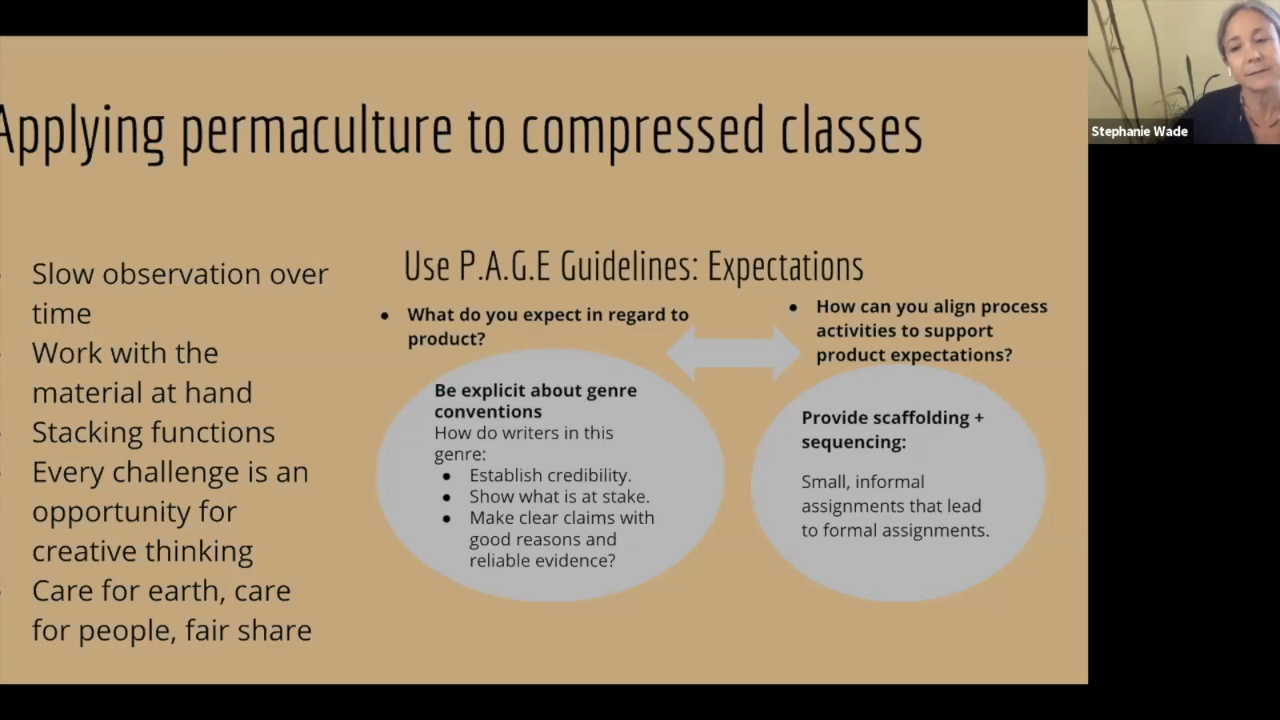 Applying permaculture to compressed classes
Slow observation over
time
Work with the
material at hand
Stacking functions
Every challenge is an
opportunity for
creative thinking
Care for earth, care
for people, fair share
Use P.A.G.E Guidelines: Expectations
• What do you expect in regard to
product?
Be explicit about genre
conventions
How do writers in this
genre:
• Establish credibility.
• Show what is at stake.
• Make clear claims with
good reasons and
reliable evidence?
• How can you align process
activities to support
product expectations?
Provide scaffolding +
sequencing:
Small, informal
assignments that lead
to formal assignments.
Stephanie Wade